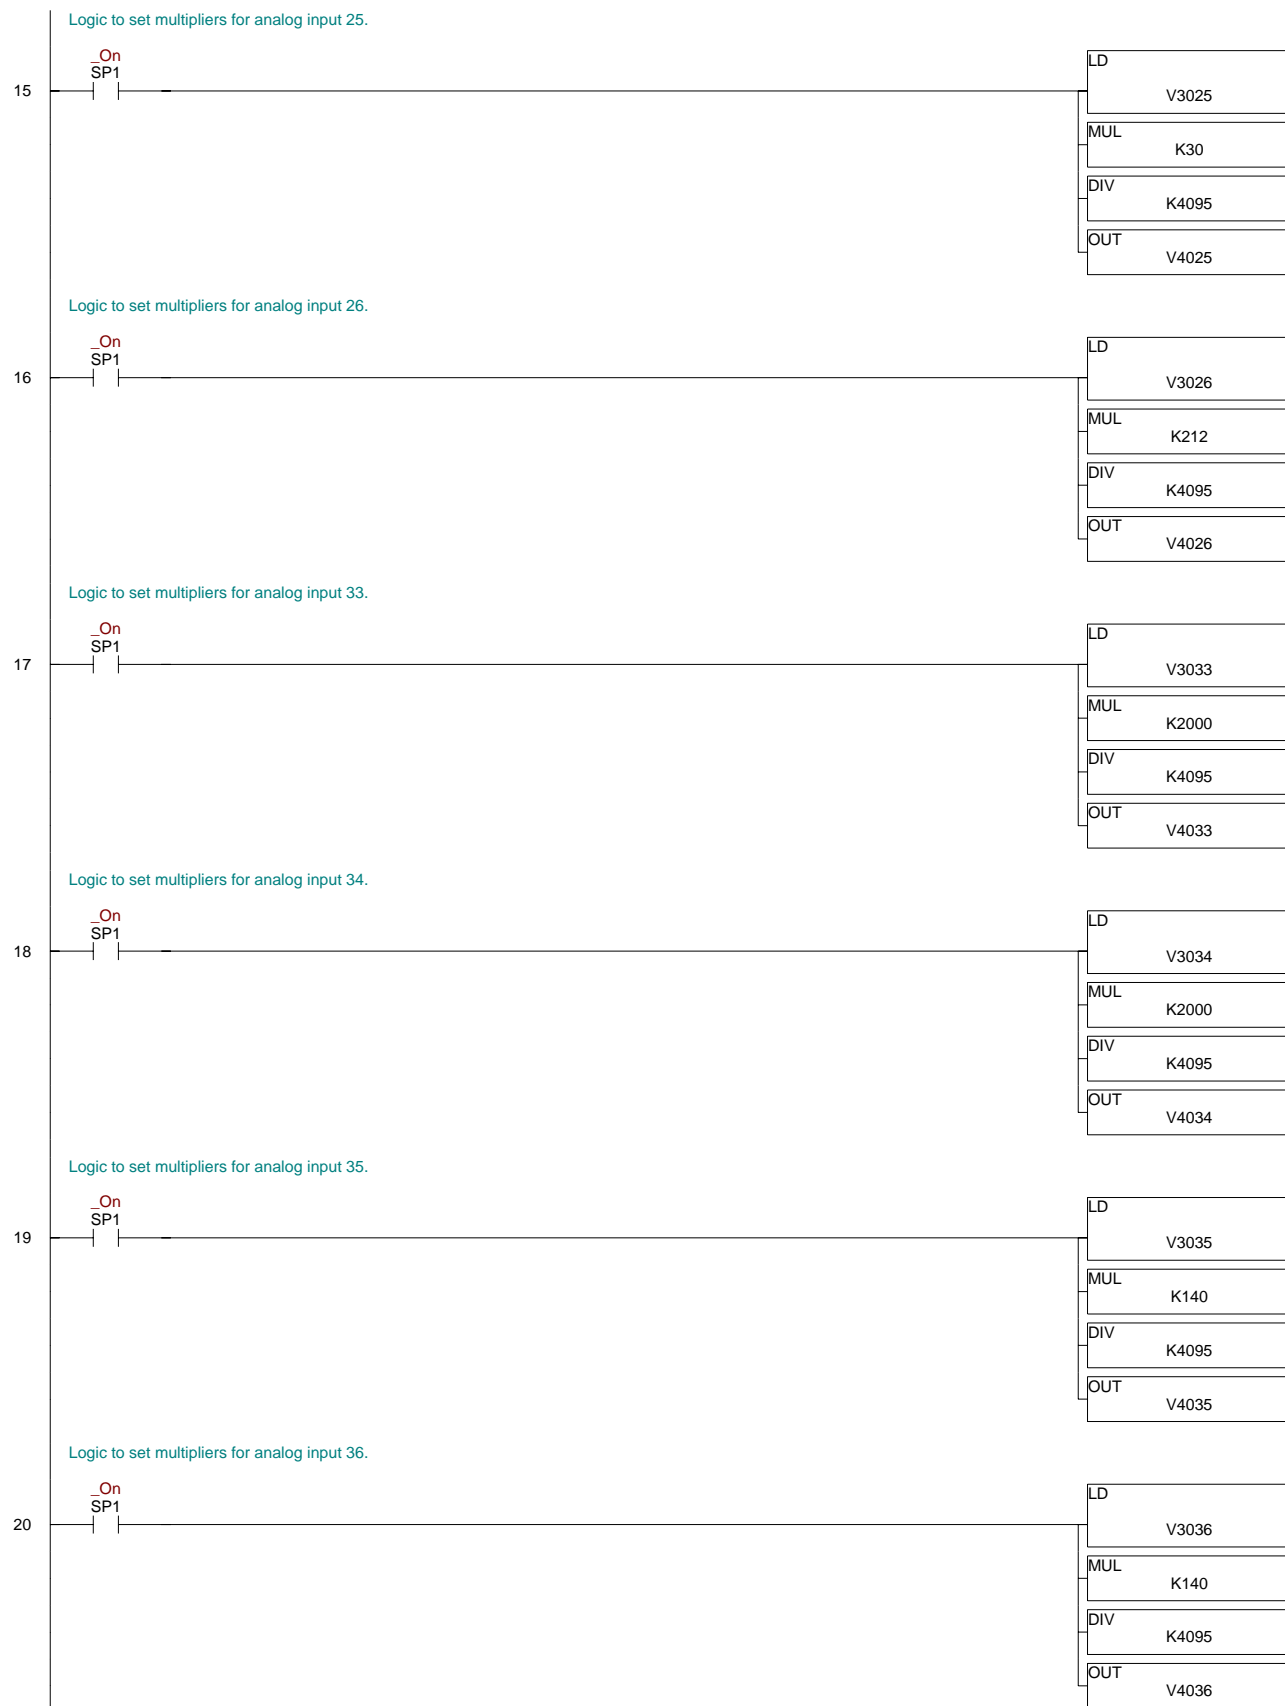 Logic to set multipliers for analog input 25.
_On
SP1
15
LD
V3025
MUL
K30
DIV
K4095
OUT
V4025
Logic to set multipliers for analog input 26.
_On
SP1
16
LD
V3026
MUL
K212
DIV
K4095
OUT
V4026
Logic to set multipliers for analog input 33.
_On
SP1
17
LD
V3033
MUL
K2000
DIV
K4095
OUT
V4033
Logic to set multipliers for analog input 34.
_On
SP1
18
LD
V3034
MUL
K2000
DIV
K4095
OUT
V4034
Logic to set multipliers for analog input 35.
_On
SP1
19
LD
V3035
MUL
K140
DIV
K4095
OUT
V4035
Logic to set multipliers for analog input 36.
_On
SP1
20
LD
V3036
MUL
K140
DIV
K4095
OUT
V4036